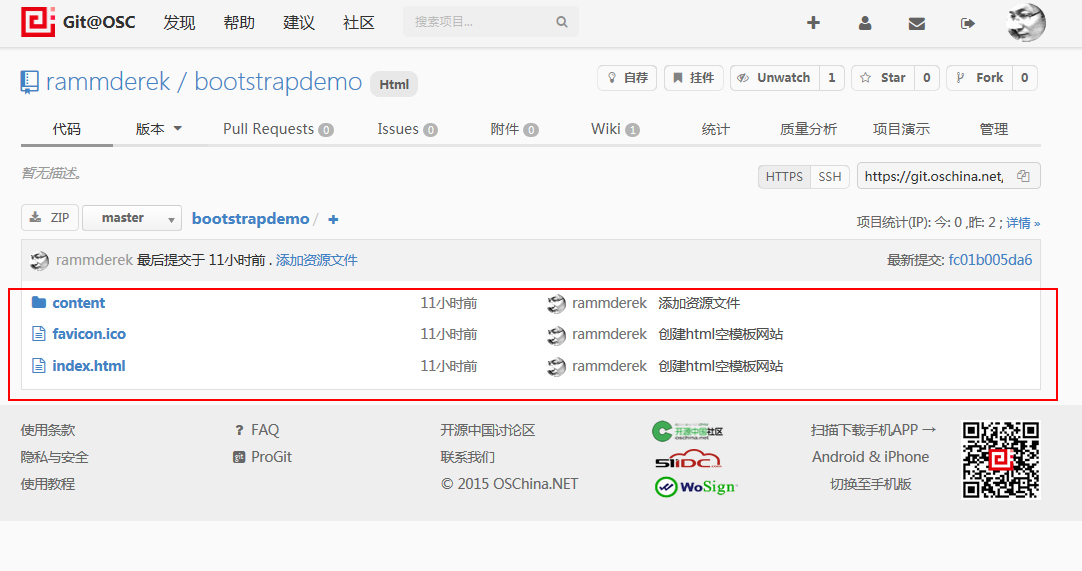 Git@OSC 发现 帮助 建议 社区 搜索项目...
rammderek / bootstrapdemo Html 自荐 挂件 Unwatch 1 Star 0 Fork 0
代码 版本 Pull Requests 0 Issues 0 附件 0 Wiki 1 统计 质量分析 项目演示 管理
暂无描述。 HTTPS SSH https://git.oschina.net,
ZIP master bootstrapdemo / + 项目统计(IP): 今: 0 ,昨: 2 ; 详情 »
rammderek 最后提交于 11小时前 . 添加资源文件 最新提交: fc01b005da6
content 11小时前 rammderek 添加资源文件
favicon.ico 11小时前 rammderek 创建html空模板网站
index.html 11小时前 rammderek 创建html空模板网站
使用条款 ? FAQ 开源中国讨论区 开源中国社区 扫描下载手机APP →
oschina.net
隐私与安全 ProGit 联系我们 SIIDC Android & iPhone
使用教程 © 2015 OSChina.NET WoSign 切换至手机版